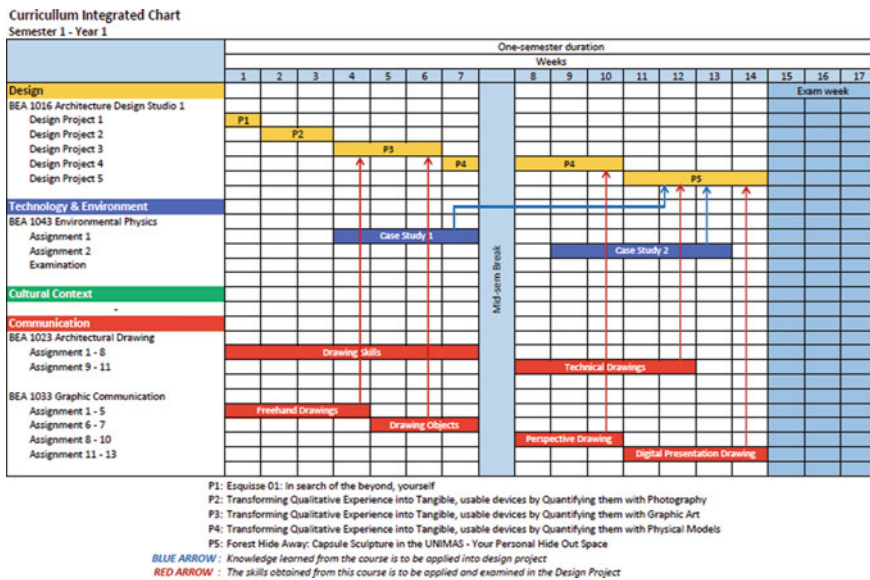 Curricullum Integrated Chart
Semester 1 - Year 1
One-semester duration
Weeks
1 2 3 4 5 6 7 8 9 10 11 12 13 14 15 16 17
Design Exam week
BEA 1016 Architecture Design Studio 1
Design Project 1 P1
Design Project 2 P2
Design Project 3 P3
Design Project 4 P4 P4
Design Project 5 P5
Technology & Environment
BEA 1043 Environmental Physics
Assignment 1 Case Study 1
Assignment 2 Case Study 2
Examination
Mid-sem Break
Cultural Context
-
Communication
BEA 1023 Architectural Drawing
Assignment 1 - 8 Drawing Skills
Assignment 9 - 11 Technical Drawings
BEA 1033 Graphic Communication
Assignment 1 - 5 Freehand Drawings
Assignment 6 - 7 Drawing Objects
Assignment 8 - 10 Perspective Drawing
Assignment 11 - 13 Digital Presentation Drawing
P1: Esquisse 01: In search of the beyond, yourself
P2: Transforming Qualitative Experience into Tangible, usable devices by Quantifying them with Photography
P3: Transforming Qualitative Experience into Tangible, usable devices by Quantifying them with Graphic Art
P4: Transforming Qualitative Experience into Tangible, usable devices by Quantifying them with Physical Models
P5: Forest Hide Away: Capsule Sculpture in the UNIMAS - Your Personal Hide Out Space
BLUE ARROW : Knowledge learned from the course is to be applied into design project
RED ARROW : The skills obtained from this course is to be applied and examined in the Design Project